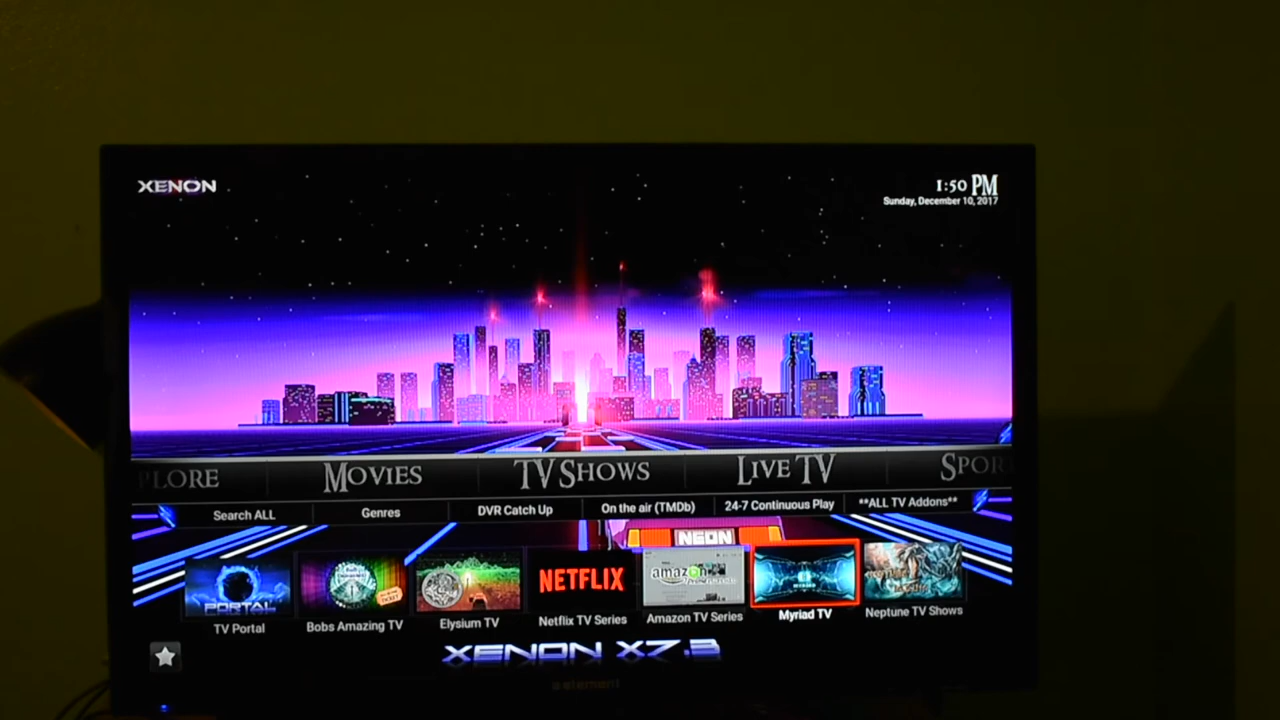 XENON
1:50 PM
Sunday, December 10, 2017
PLORE MOVIES TV SHOWS LIVE TV SPOR
Search ALL Genres DVR Catch Up On the air (TMDb) 24-7 Continuous Play **ALL TV Addons**
NEON
PORTAL NETFLIX amazon
TV Portal Bobs Amazing TV Elysium TV Netflix TV Series Amazon TV Series Myriad TV Neptune TV Shows
XENON X7.3